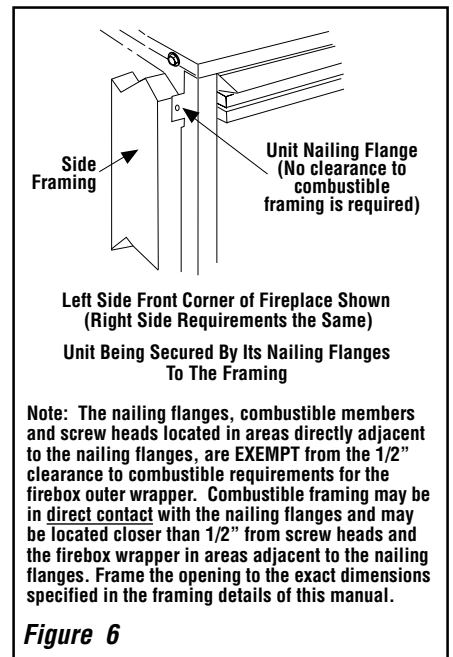 Side
Framing
Unit Nailing Flange
(No clearance to
combustible
framing is required)
Left Side Front Corner of Fireplace Shown
(Right Side Requirements the Same)
Unit Being Secured By Its Nailing Flanges
To The Framing
Note: The nailing flanges, combustible members
and screw heads located in areas directly adjacent
to the nailing flanges, are EXEMPT from the 1/2”
clearance to combustible requirements for the
firebox outer wrapper. Combustible framing may be
in direct contact with the nailing flanges and may
be located closer than 1/2” from screw heads and
the firebox wrapper in areas adjacent to the nailing
flanges. Frame the opening to the exact dimensions
specified in the framing details of this manual.
Figure 6